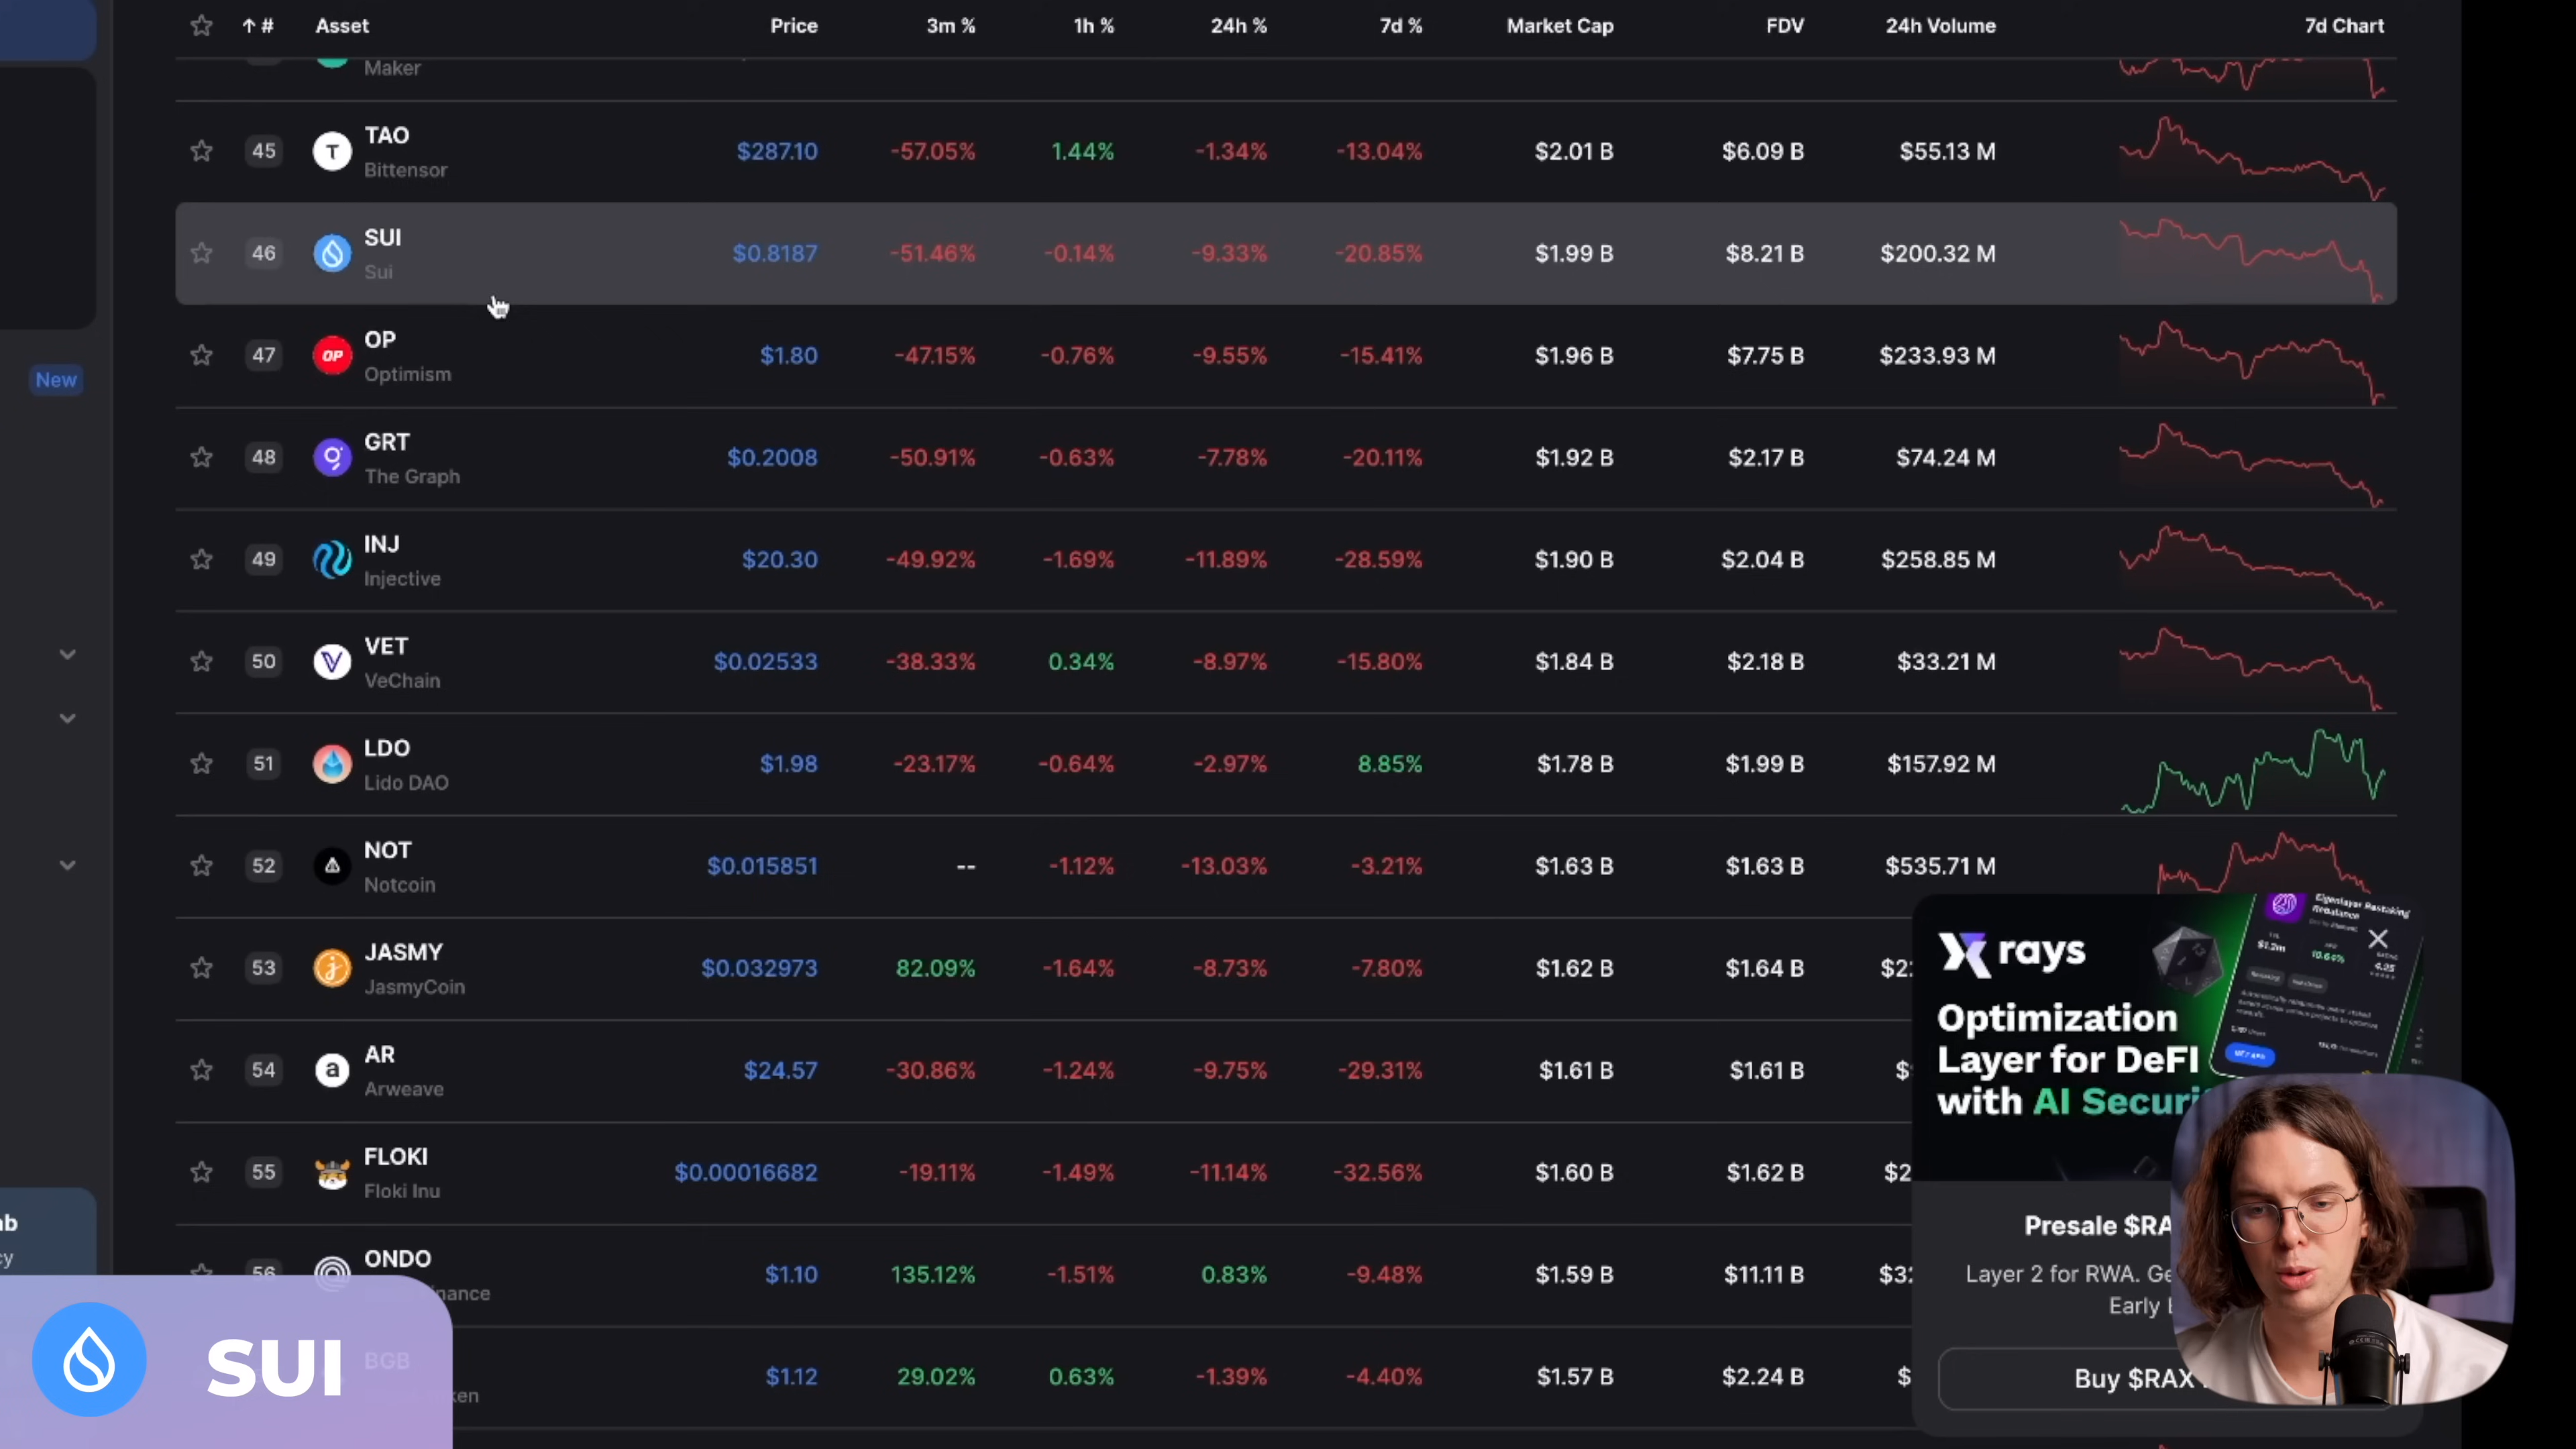 ↑ # Asset Price 3m % 1h % 24h % 7d % Market Cap FDV 24h Volume 7d Chart
Maker
45 TAO Bittensor $287.10 -57.05% 1.44% -1.34% -13.04% $2.01 B $6.09 B $55.13 M
46 SUI Sui $0.8187 -51.46% -0.14% -9.33% -20.85% $1.99 B $8.21 B $200.32 M
47 OP Optimism $1.80 -47.15% -0.76% -9.55% -15.41% $1.96 B $7.75 B $233.93 M
New
48 GRT The Graph $0.2008 -50.91% -0.63% -7.78% -20.11% $1.92 B $2.17 B $74.24 M
49 INJ Injective $20.30 -49.92% -1.69% -11.89% -28.59% $1.90 B $2.04 B $258.85 M
50 VET VeChain $0.02533 -38.33% 0.34% -8.97% -15.80% $1.84 B $2.18 B $33.21 M
51 LDO Lido DAO $1.98 -23.17% -0.64% -2.97% 8.85% $1.78 B $1.99 B $157.92 M
52 NOT Notcoin $0.015851 -- -1.12% -13.03% -3.21% $1.63 B $1.63 B $535.71 M
53 JASMY JasmyCoin $0.032973 82.09% -1.64% -8.73% -7.80% $1.62 B $1.64 B
54 AR Arweave $24.57 -30.86% -1.24% -9.75% -29.31% $1.61 B $1.61 B
55 FLOKI Floki Inu $0.00016682 -19.11% -1.49% -11.14% -32.56% $1.60 B $1.62 B
56 ONDO $1.10 135.12% -1.51% 0.83% -9.48% $1.59 B $11.11 B
BGB $1.12 29.02% 0.63% -1.39% -4.40% $1.57 B $2.24 B
rays
Eigenlayer Restaking
Rebalance
Optimization
Layer for DeFI
with AI Securi
Presale $RA
Layer 2 for RWA. Ge
Early
Buy $RAX
SUI